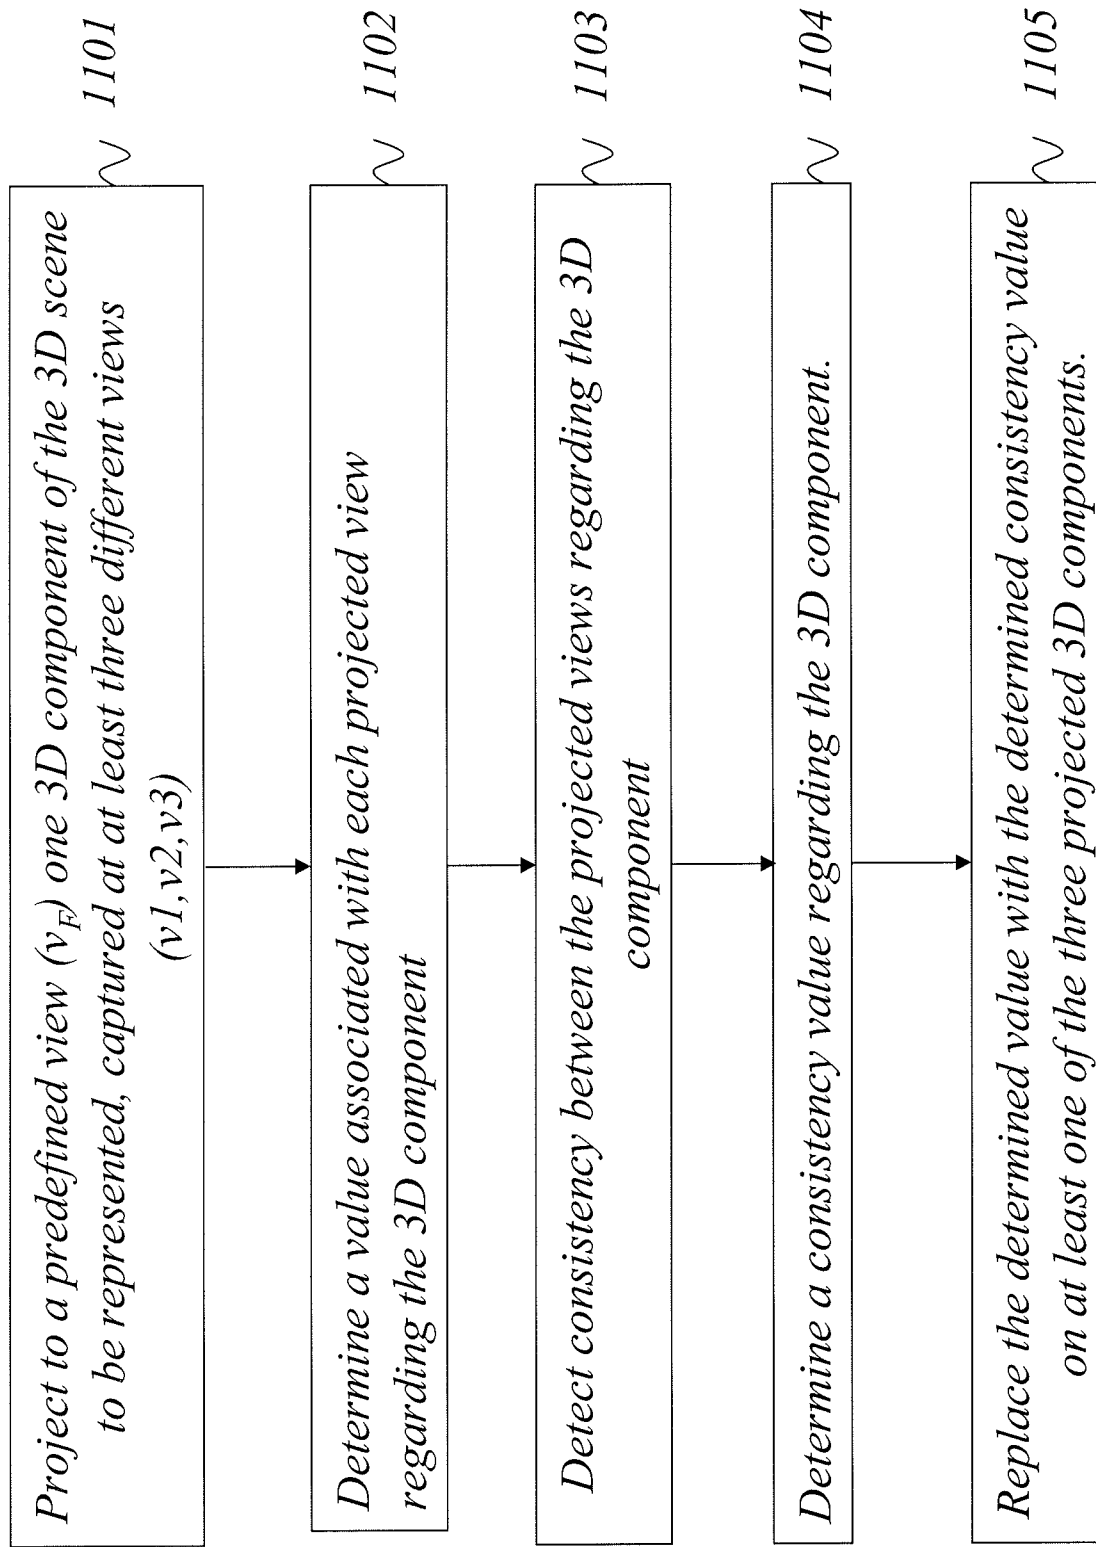 Project to a predefined view (vF) one 3D component of the 3D scene
to be represented, captured at at least three different views
(v1,v2,v3)
1101
Determine a value associated with each projected view
regarding the 3D component
1102
Detect consistency between the projected views regarding the 3D
component
1103
Determine a consistency value regarding the 3D component.
1104
Replace the determined value with the determined consistency value
on at least one of the three projected 3D components.
1105